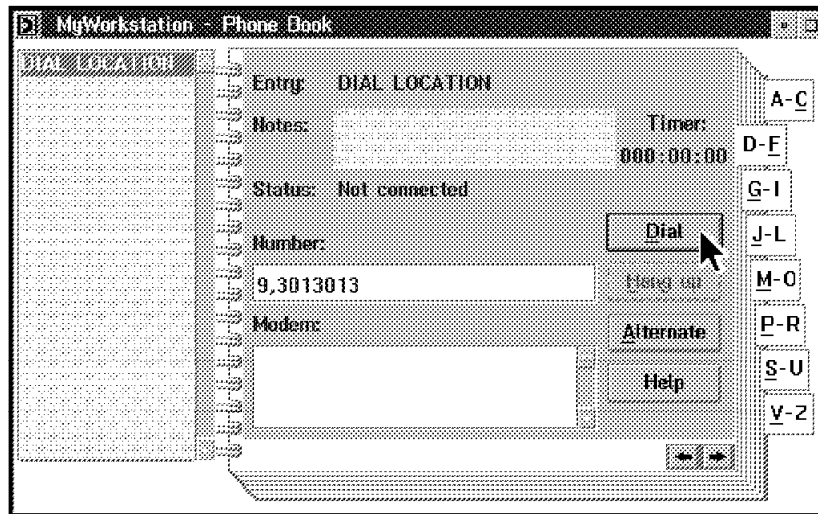 MyWorkstation - Phone Book
DIAL LOCATION
Entry: DIAL LOCATION
Notes:
Timer:
000:00:00
Status: Not connected
Number:
9,3013013
Modem:
Dial
Hang up
Alternate
Help
A-C
D-F
G-I
J-L
M-O
P-R
S-U
V-Z